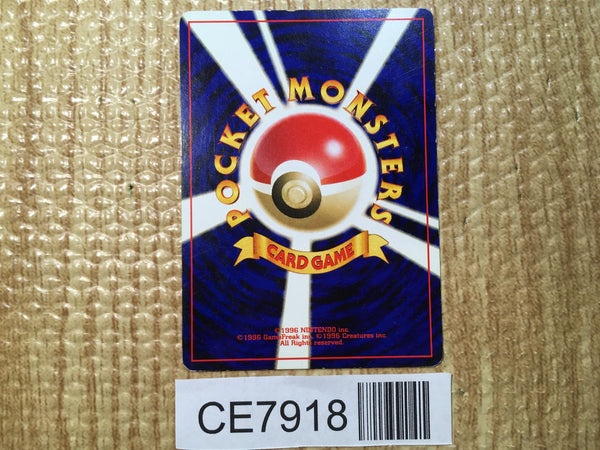 POCKET MONSTERS
CARD GAME
©1996 NINTENDO inc.
©1996 GameFreak inc. ©1996 Creatures inc.
All Rights reserved.
CE7918